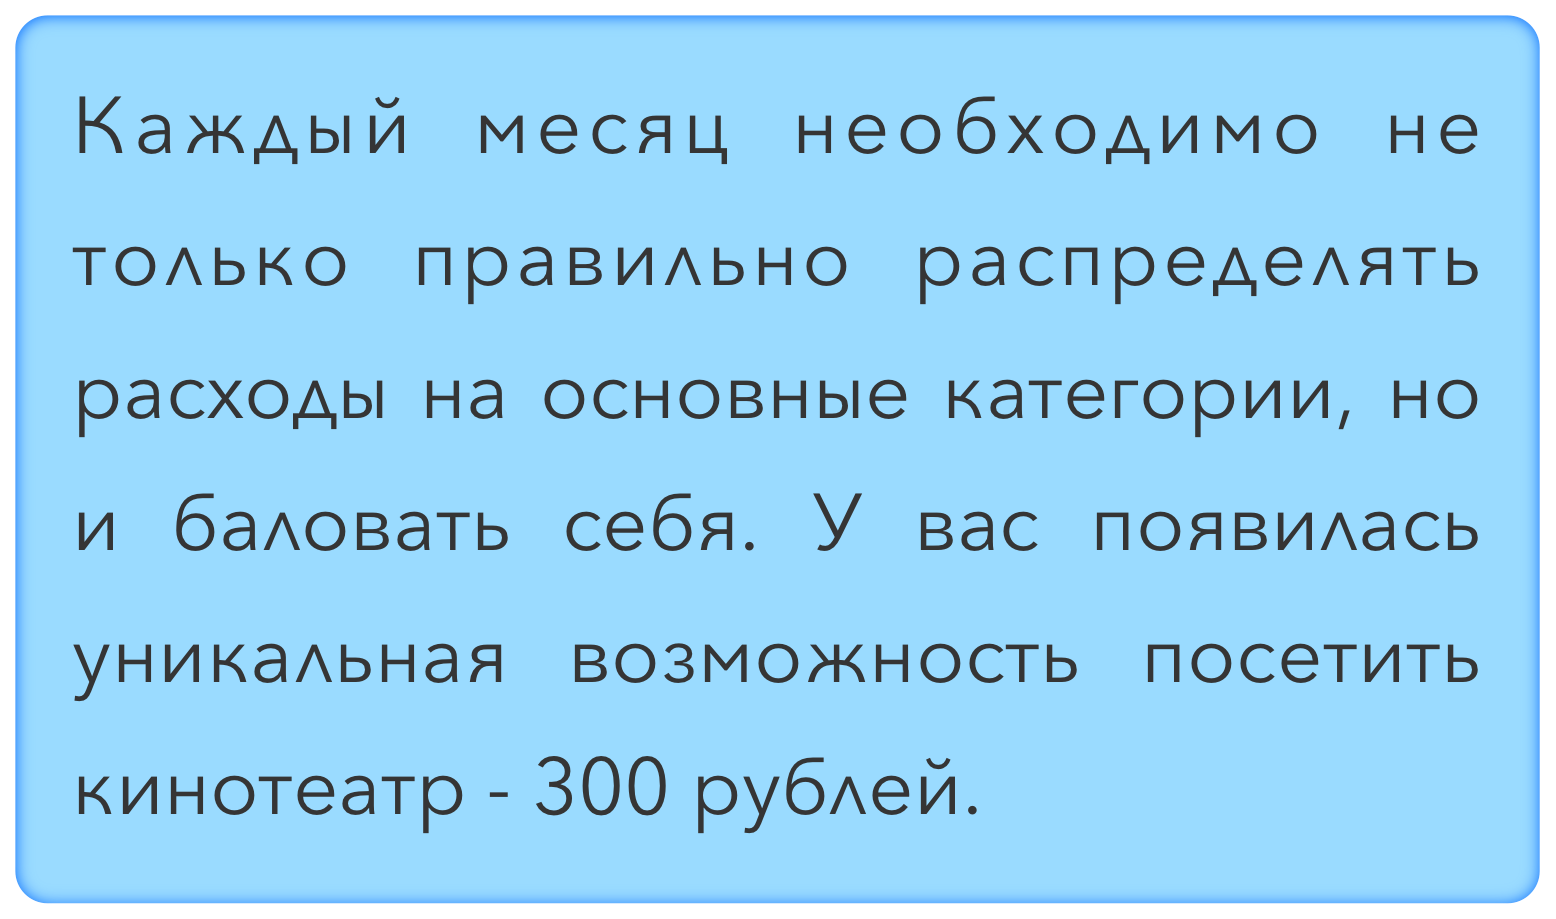 Каждый месяц необходимо не
только правильно распределять
расходы на основные категории, но
и баловать себя. У вас появилась
уникальная возможность посетить
кинотеатр - 300 рублей.